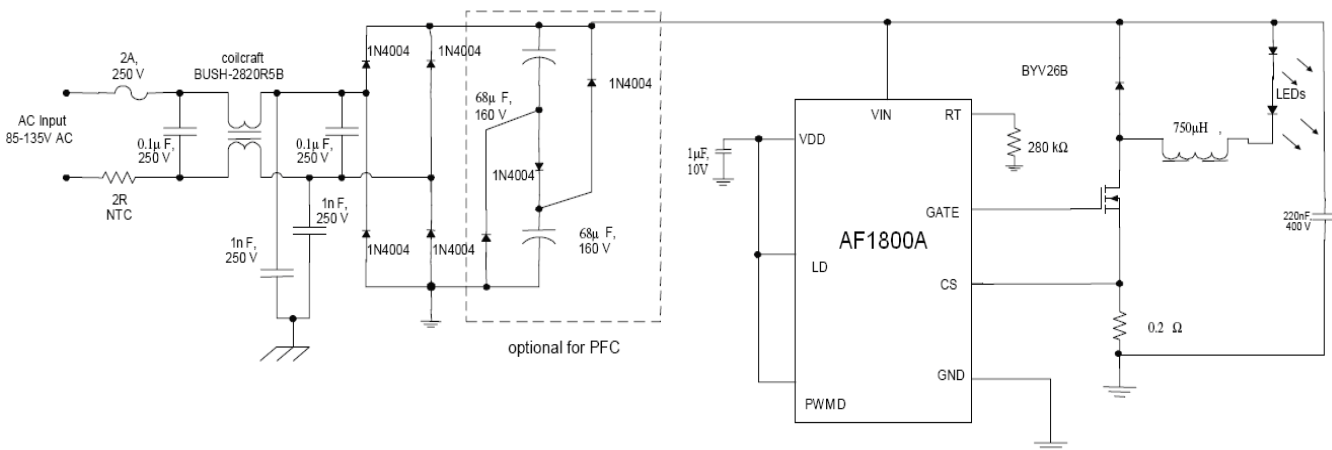 2A,
250 V
coilcraft
BUSH-2820R5B
AC Input
85-135V AC
0.1μ F,
250 V
0.1μ F,
250 V
2R
NTC
1n F,
250 V
1n F,
250 V
1N4004
1N4004
1N4004
1N4004
68μ F,
160 V
1N4004
1N4004
68μ F,
160 V
optional for PFC
1μF,
10V
VDD
VIN
RT
280 kΩ
GATE
AF1800A
LD
CS
GND
PWMD
BYV26B
750μH ,
LEDs
220nF,
400 V
0.2 Ω